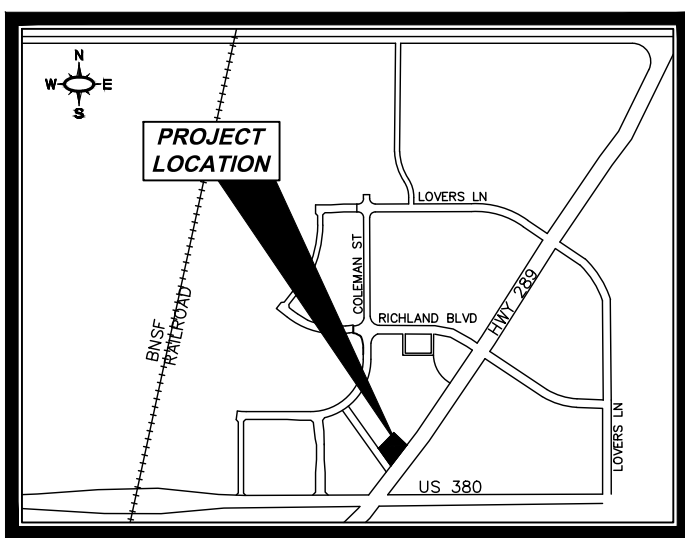 N
W E
S
PROJECT
LOCATION
LOVERS LN
COLEMAN ST
HWY 289
RICHLAND BLVD
BNSF
RAILROAD
LOVERS LN
US 380